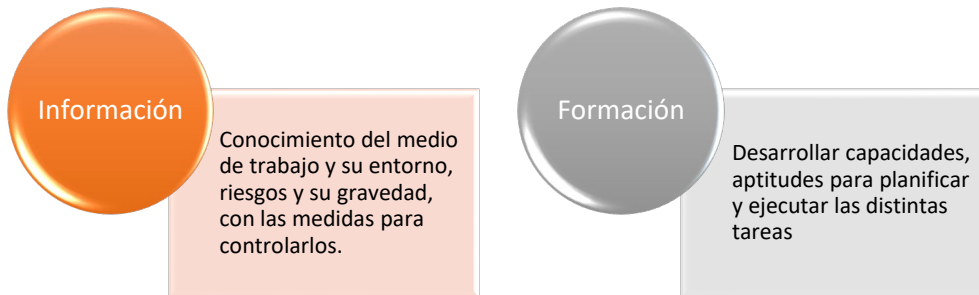 Información
Conocimiento del medio
de trabajo y su entorno,
riesgos y su gravedad,
con las medidas para
controlarlos.
Formación
Desarrollar capacidades,
aptitudes para planificar
y ejecutar las distintas
tareas